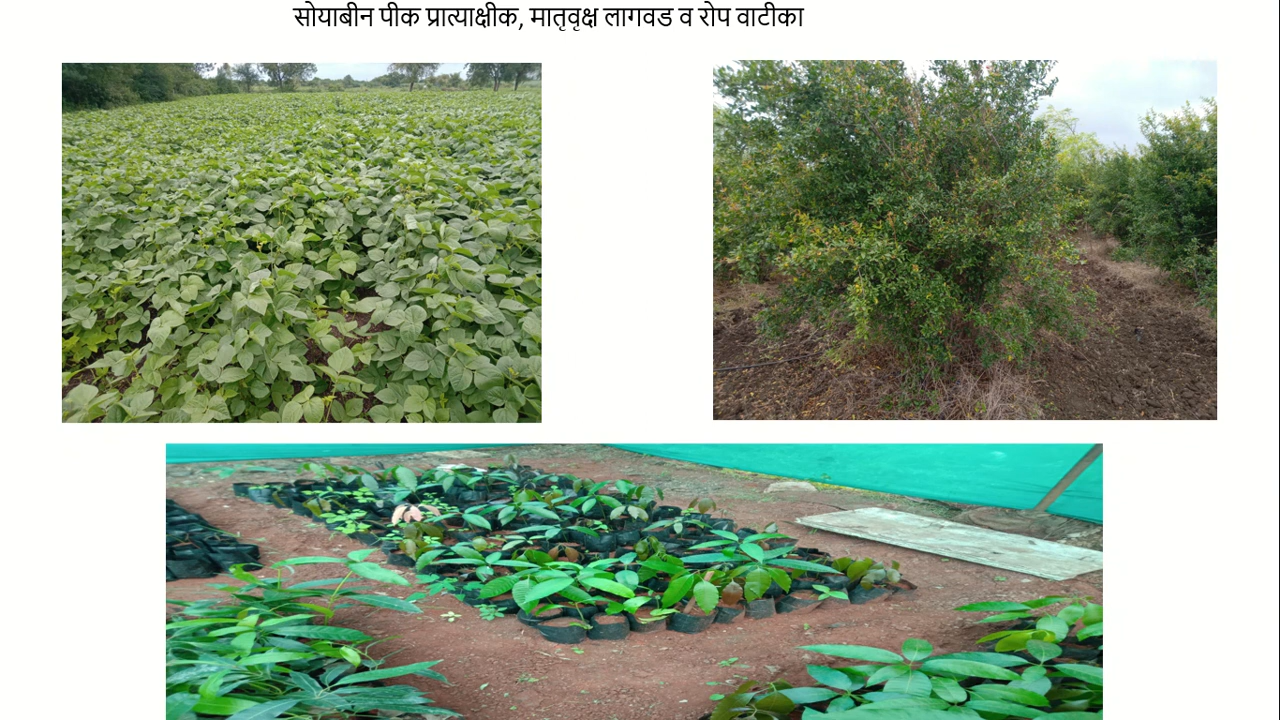 सोयाबीन पीक प्रात्याक्षीक, मातृवृक्ष लागवड व रोप वाटीका